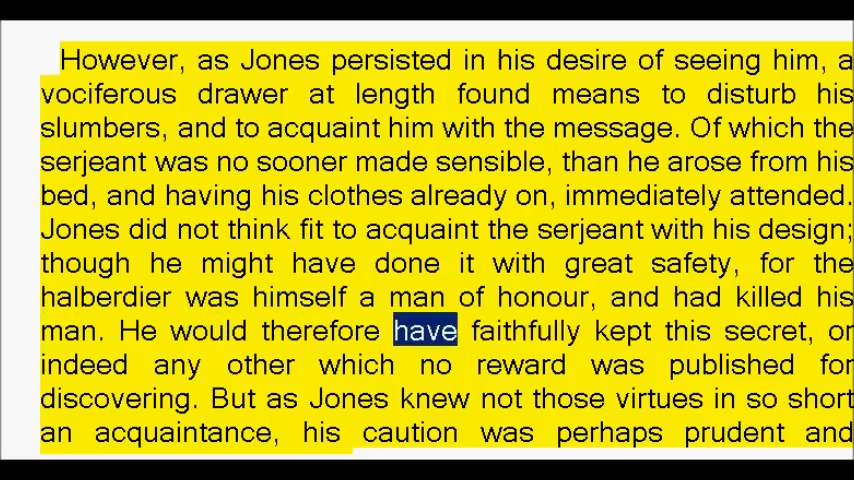 However, as Jones persisted in his desire of seeing him, a
vociferous drawer at length found means to disturb his
slumbers, and to acquaint him with the message. Of which the
serjeant was no sooner made sensible, than he arose from his
bed, and having his clothes already on, immediately attended.
Jones did not think fit to acquaint the serjeant with his design;
though he might have done it with great safety, for the
halberdier was himself a man of honour, and had killed his
man. He would therefore have faithfully kept this secret, or
indeed any other which no reward was published for
discovering. But as Jones knew not those virtues in so short
an acquaintance, his caution was perhaps prudent and